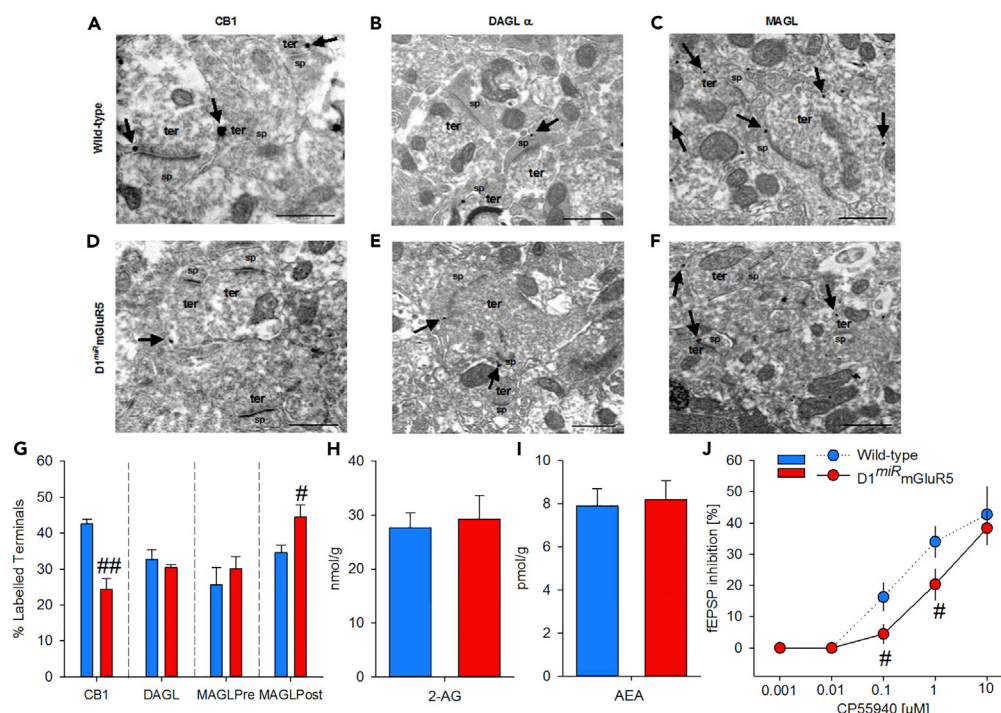 A CB1 B DAGL α. C MAGL
Wild-type
ter
sp
ter
ter
sp
sp
ter
sp
sp
ter
ter
ter
sp
ter
D E F
D1miRmGluR5
sp
sp
ter
ter
ter
sp
sp
ter
sp
ter
sp
ter
sp
ter
sp
ter
G H I J
60
50
40
30
20
10
0
% Labelled Terminals
##
#
CB1 DAGL MAGLPre MAGLPost
40
30
20
10
0
nmol/g
2-AG
10
8
6
4
2
0
pmol/g
AEA
Wild-type
D1miRmGluR5
60
50
40
30
20
10
0
fEPSP inhibition [%]
#
#
0.001 0.01 0.1 1 10
CP55940 [uM]